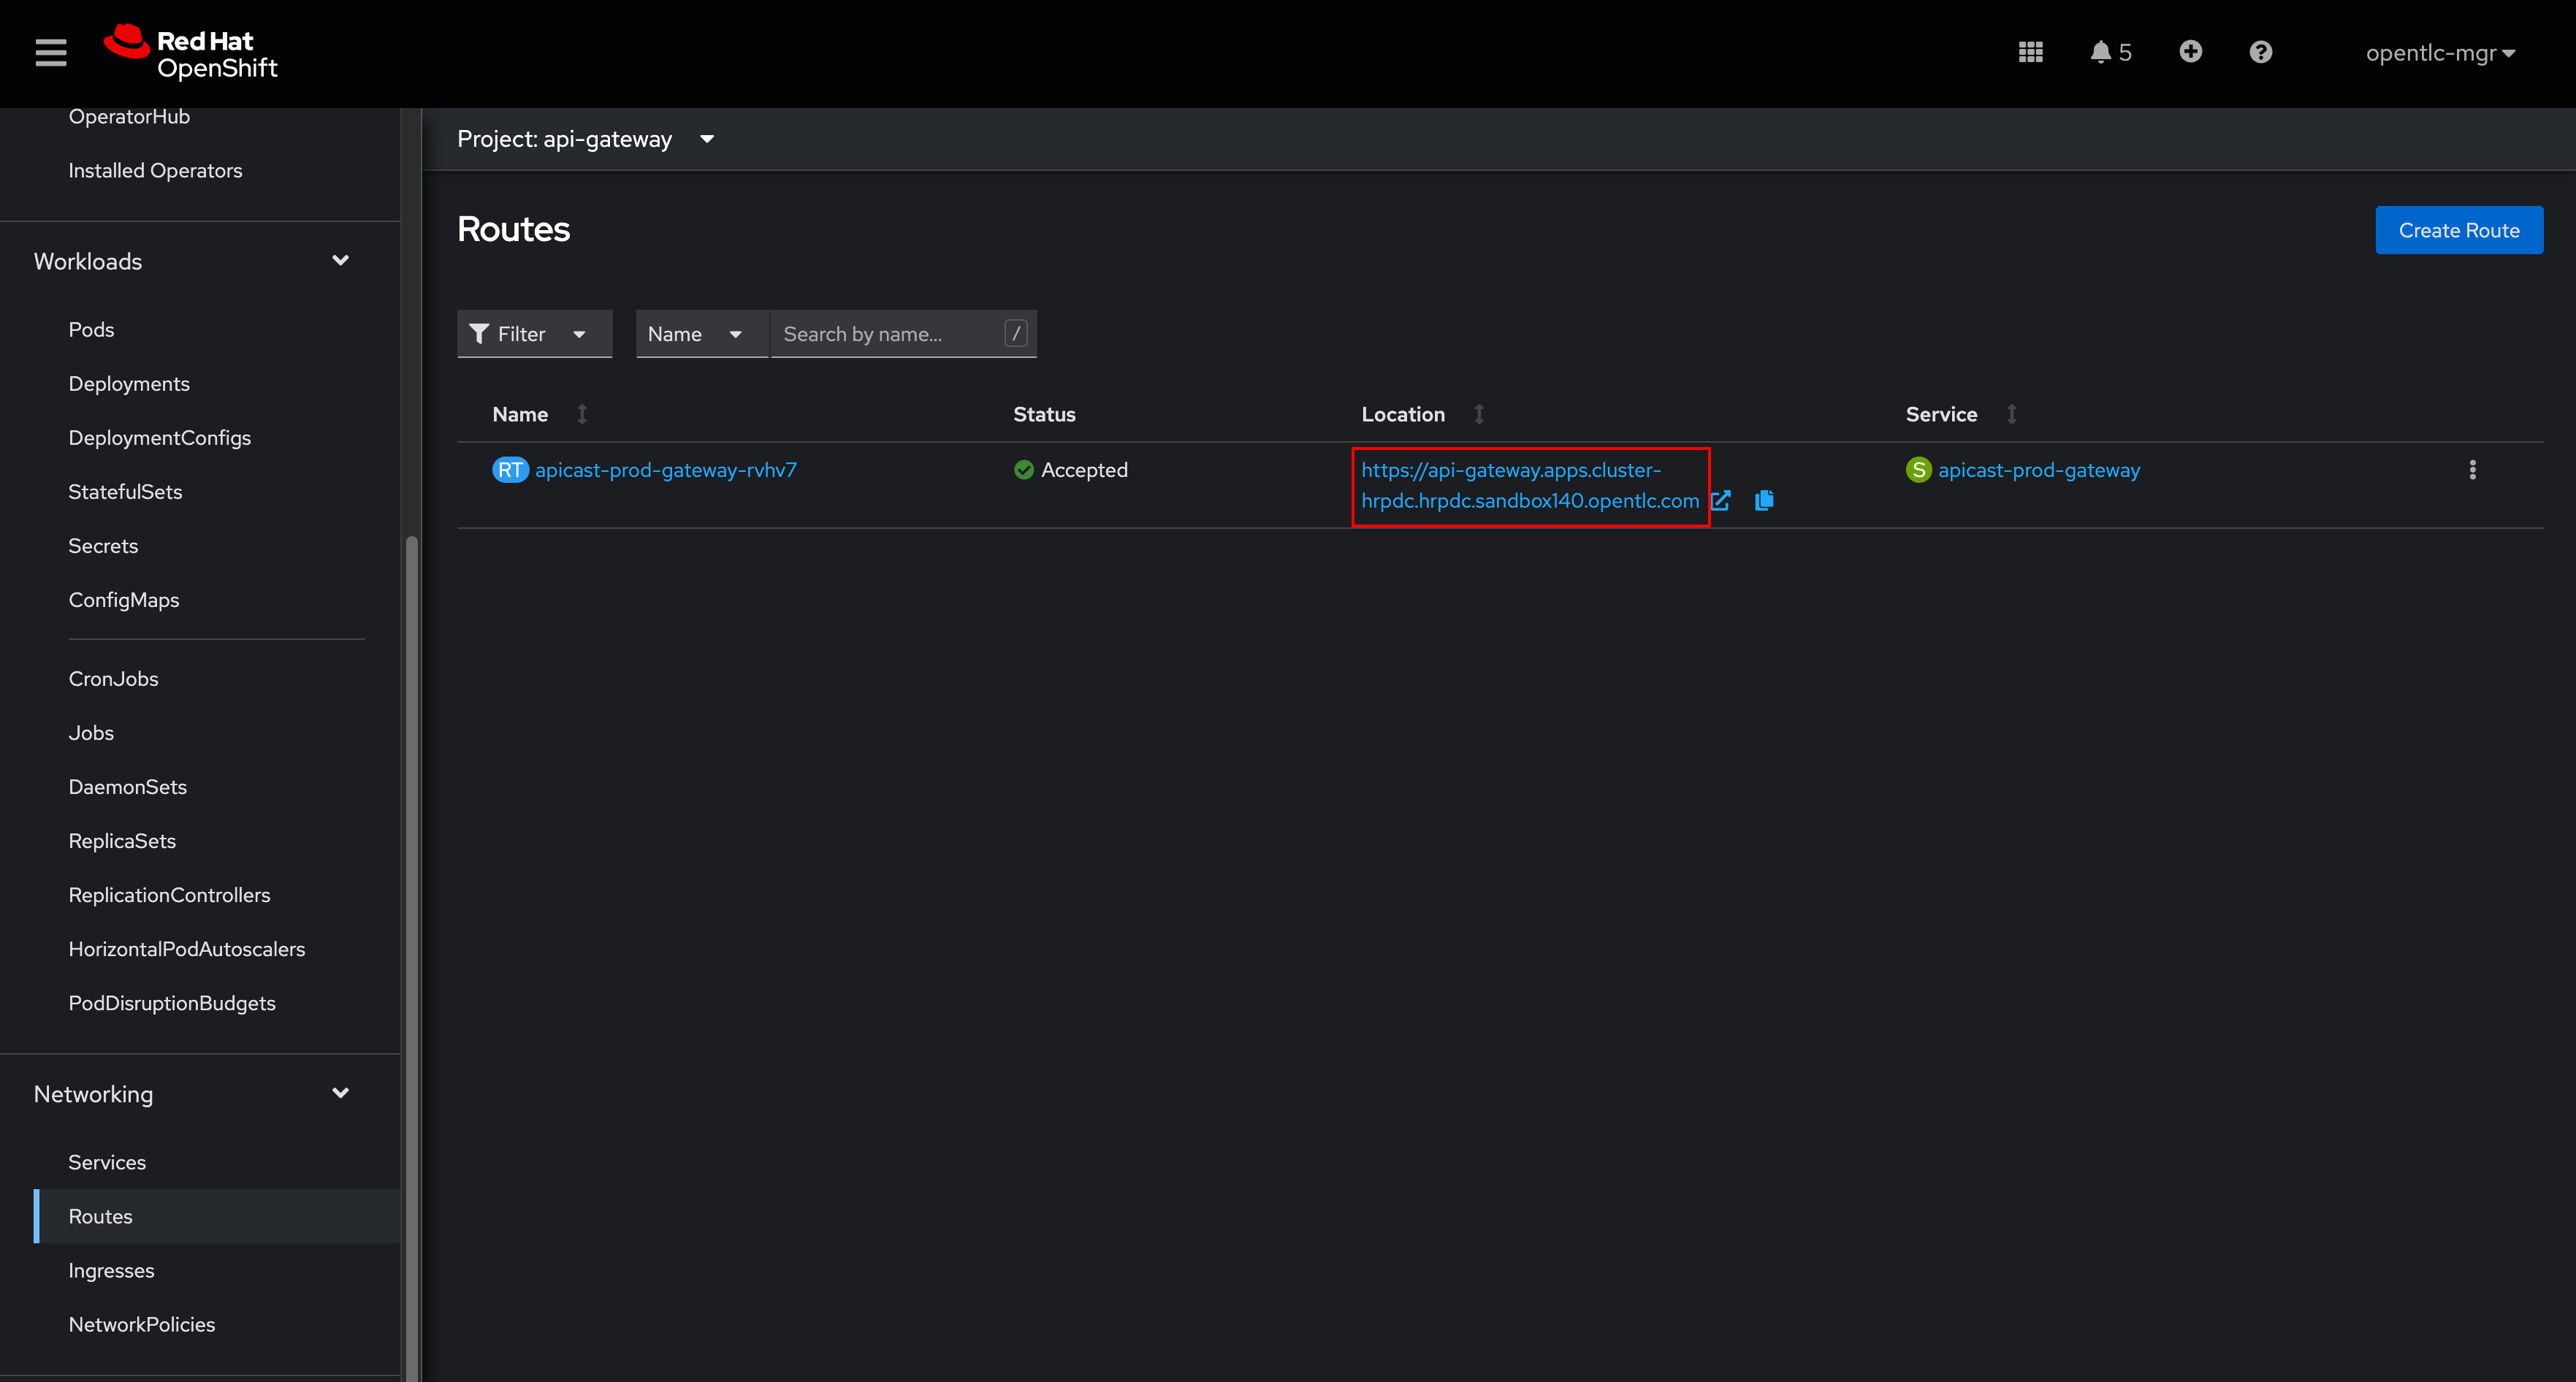 Red Hat
OpenShift
5
opentlc-mgr
OperatorHub
Installed Operators
Workloads
Pods
Deployments
DeploymentConfigs
StatefulSets
Secrets
ConfigMaps
CronJobs
Jobs
DaemonSets
ReplicaSets
ReplicationControllers
HorizontalPodAutoscalers
PodDisruptionBudgets
Networking
Services
Routes
Ingresses
NetworkPolicies
Project: api-gateway
Routes
Create Route
Filter
Name
Search by name...
/
Name
Status
Location
Service
RT apicast-prod-gateway-rvhv7
Accepted
https://api-gateway.apps.cluster-
hrpdc.hrpdc.sandbox140.opentlc.com
S apicast-prod-gateway